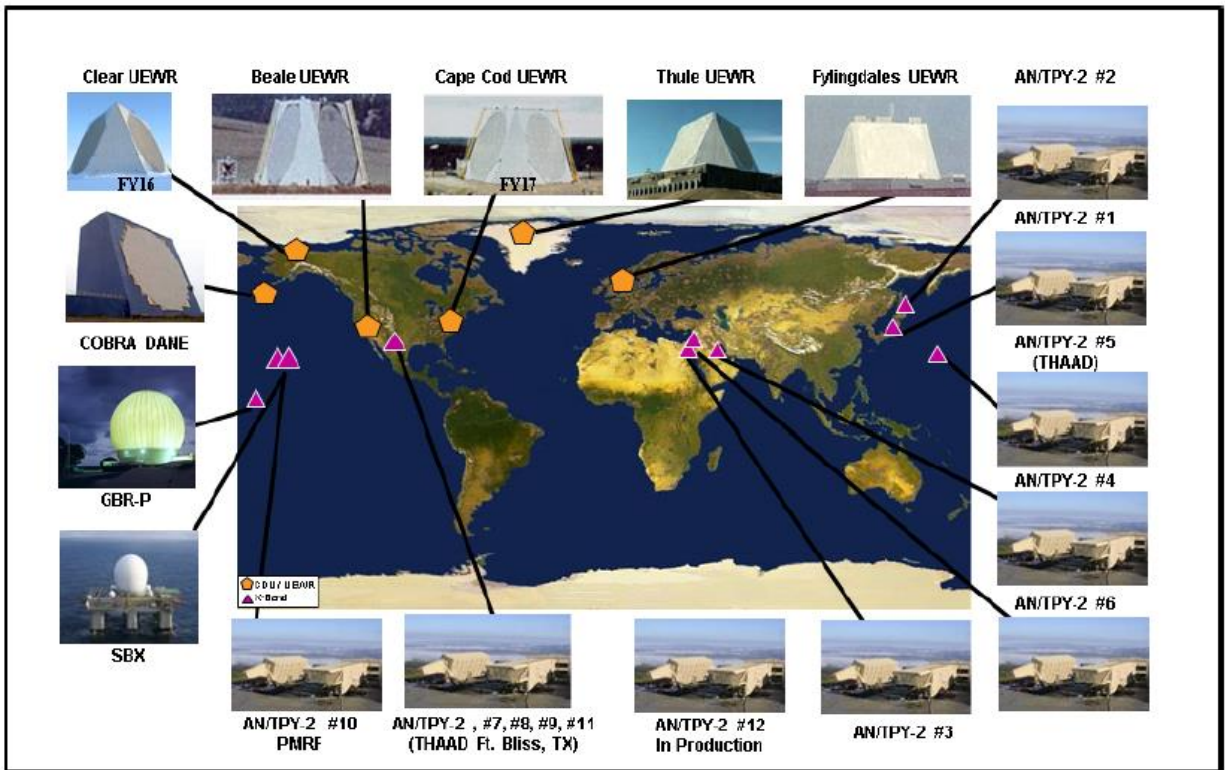 Clear UEWR
Beale UEWR
Cape Cod UEWR
Thule UEWR
Fylingdales UEWR
AN/TPY-2 #2
FY16
FY17
AN/TPY-2 #1
COBRA DANE
AN/TPY-2 #5
(THAAD)
GBR-P
AN/TPY-2 #4
AN/TPY-2 #6
X-Band
SBX
AN/TPY-2 #10
PMRF
AN/TPY-2 , #7, #8, #9, #11
(THAAD Ft. Bliss, TX)
AN/TPY-2 #12
In Production
AN/TPY-2 #3